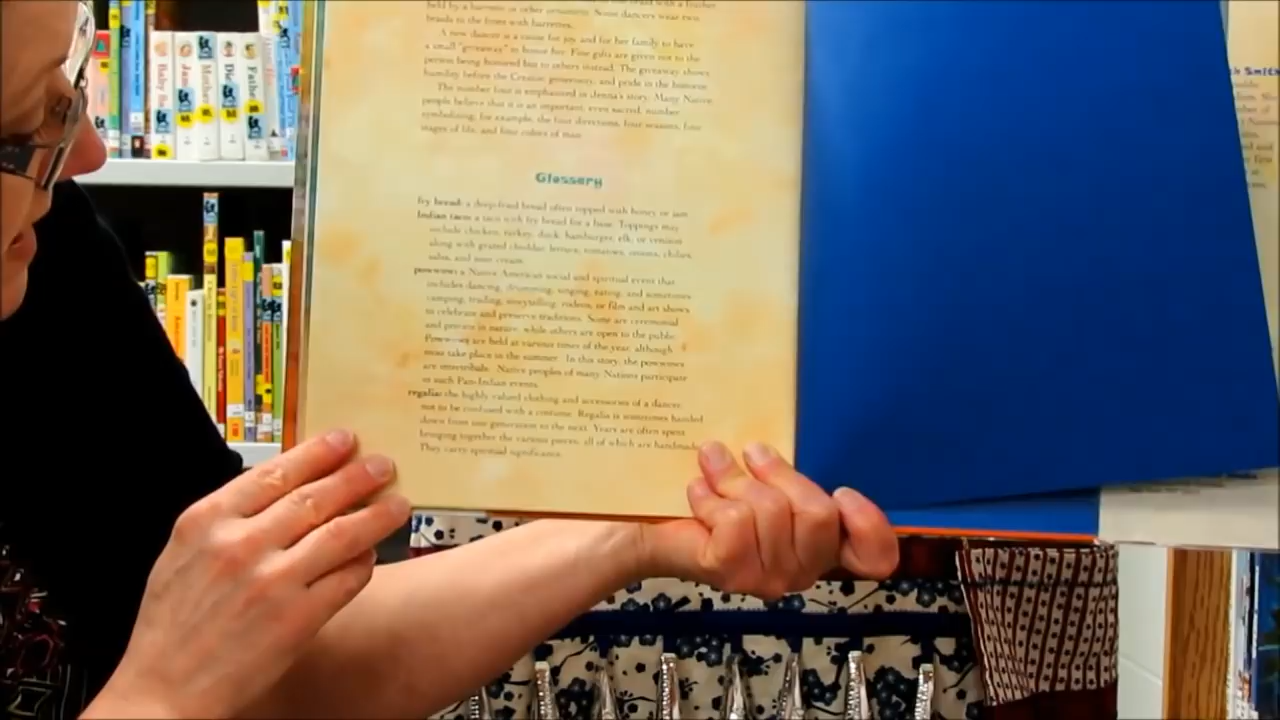 held by a barrette or other ornament. Some dancers wear two
braids to the front with barrettes.
A new dancer is a cause for joy and for her family to have
a small "giveaway" in honor her. Fine gifts are given not to the
person being honored but to others instead. The giveaway shows
humility before the Creator, generosity, and pride in the honoree.
The number four is emphasized in Jenna's story. Many Native
people believe that it is an important, even sacred, number
symbolizing, for example, the four directions, four seasons, four
stages of life, and four colors of man.
Glossary
fry bread: a deep-fried bread often topped with honey or jam
Indian taco: a taco with fry bread for a base. Toppings may
include chicken, turkey, duck, hamburger, elk, or venison
along with grated cheddar, lettuce, tomatoes, onions, chilies,
salsa, and sour cream.
powwow: a Native American social and spiritual event that
includes dancing, drumming, singing, eating, and sometimes
camping, trading, storytelling, rodeos, or film and art shows
to celebrate and preserve traditions. Some are ceremonial
and private in nature, while others are open to the public.
Powwows are held at various times of the year, although
most take place in the summer. In this story, the powwows
are intertribal. Native peoples of many Nations participate
in such Pan-Indian events.
regalia: the highly valued clothing and accessories of a dancer,
not to be confused with a costume. Regalia is sometimes handed
down from one generation to the next. Years are often spent
bringing together the various pieces, all of which are handmade.
They carry spiritual significance.
Smith
Baby
Mothe
Father